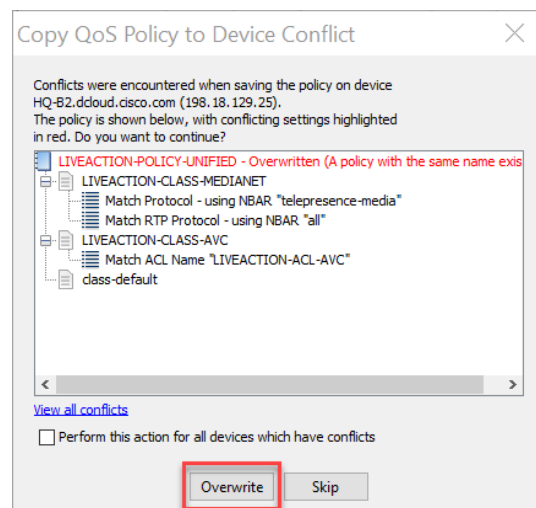 Copy QoS Policy to Device Conflict
Conflicts were encountered when saving the policy on device
HQ-B2.dcloud.cisco.com (198.18.129.25).
The policy is shown below, with conflicting settings highlighted
in red. Do you want to continue?
LIVEACTION-POLICY-UNIFIED - Overwritten (A policy with the same name exis
LIVEACTION-CLASS-MEDIANET
Match Protocol - using NBAR "telepresence-media"
Match RTP Protocol - using NBAR "all"
LIVEACTION-CLASS-AVC
Match ACL Name "LIVEACTION-ACL-AVC"
class-default
View all conflicts
Perform this action for all devices which have conflicts
Overwrite Skip